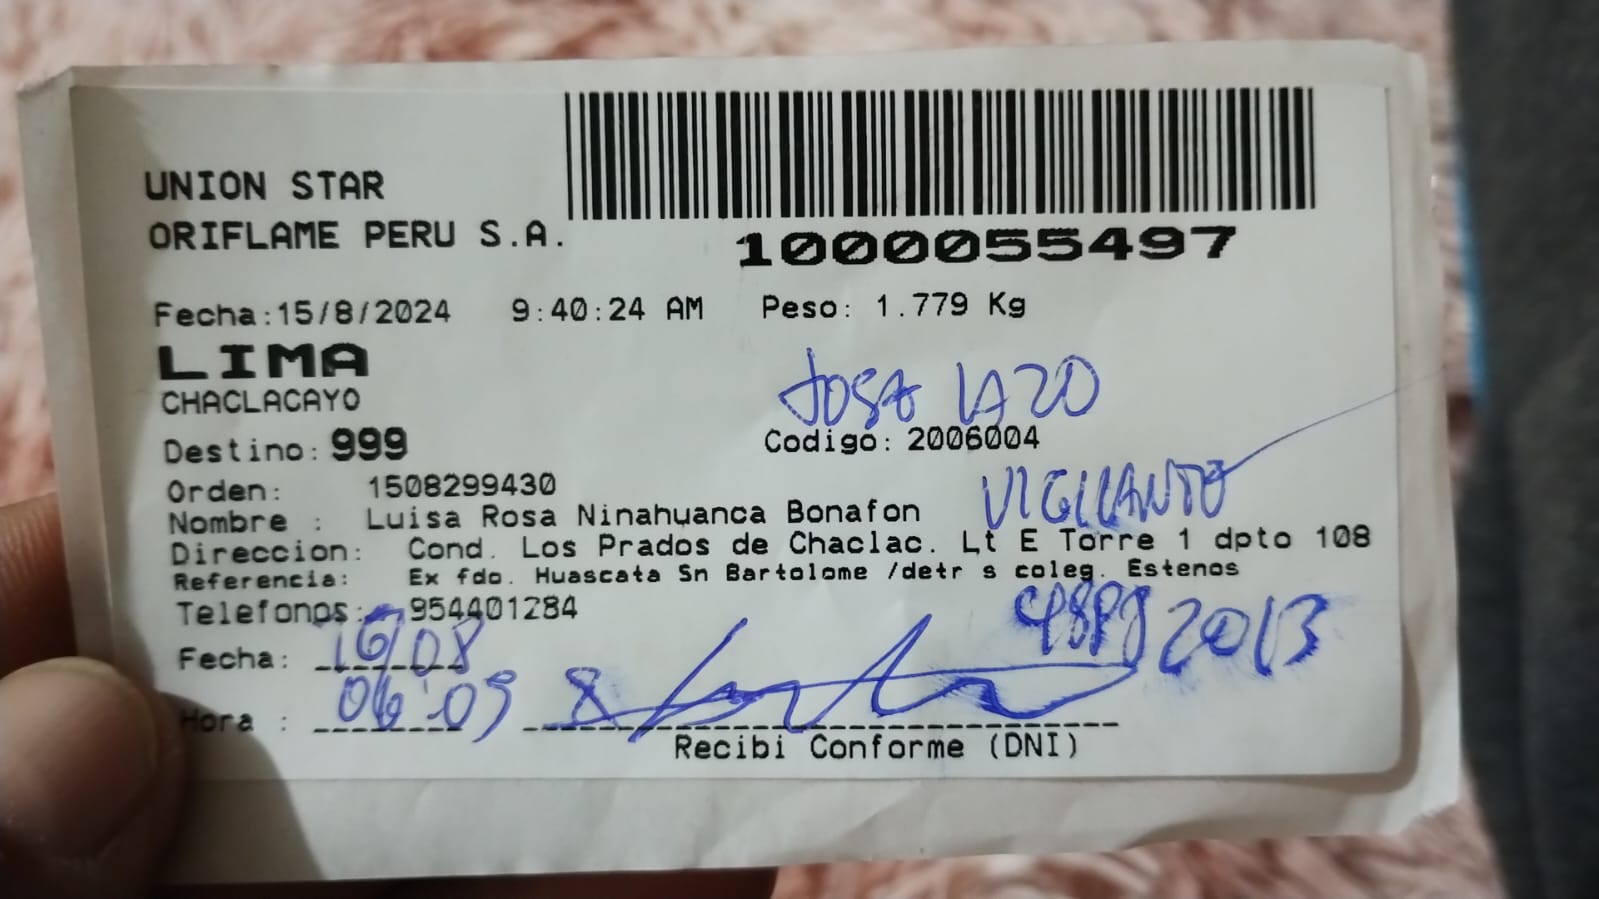 UNION STAR
ORIFLAME PERU S.A.
1000055497
Fecha:15/8/2024 9:40:24 AM Peso: 1.779 Kg
LIMA
CHACLACAYO
JOSA LAZO
Destino: 999 Codigo: 2006004
Orden: 1508299430
VIGILANTO
Nombre : Luisa Rosa Ninahuanca Bonafon
Direccion: Cond. Los Prados de Chaclac. Lt E Torre 1 dpto 108
Referencia: Ex fdo. Huascata Sn Bartolome /detr s coleg. Estenos
Telefonos: 954401284
2013
Fecha: 16/08
Hora : 06:09
Recibi Conforme (DNI)